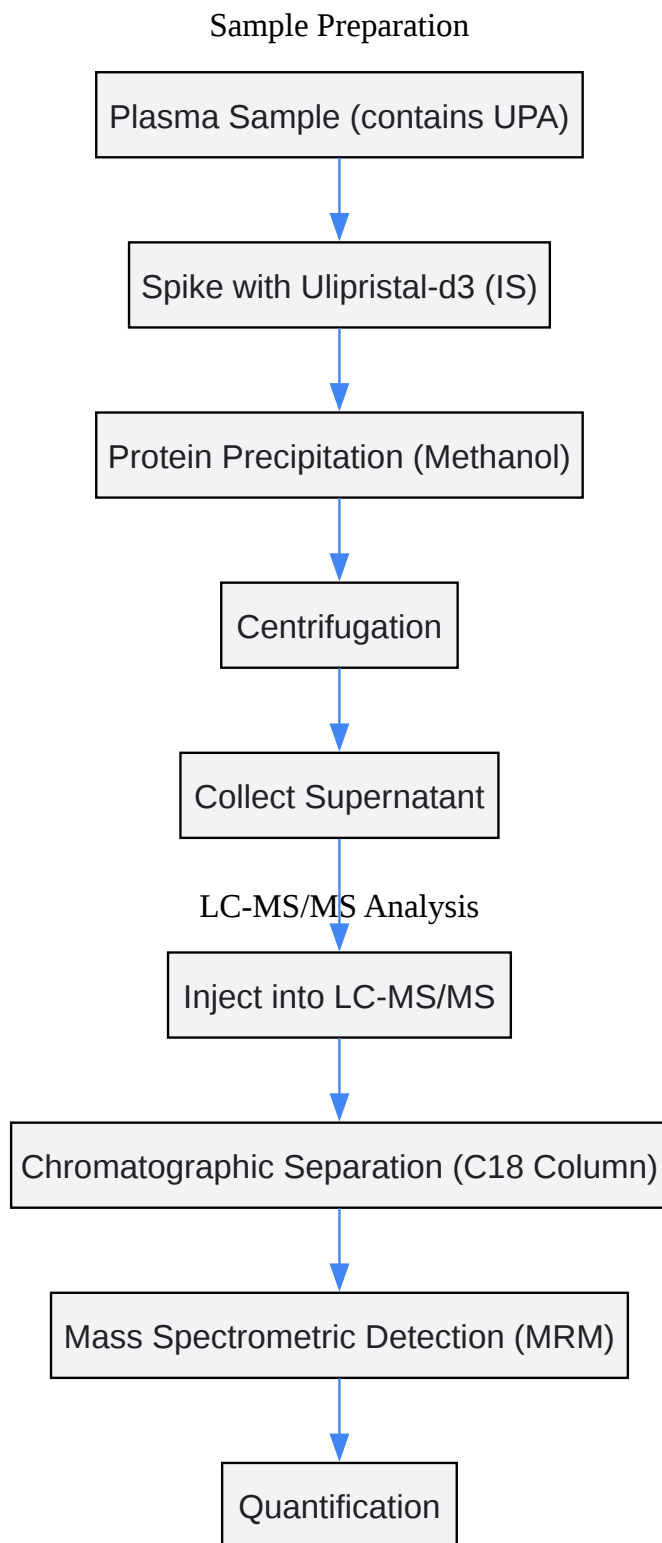 Sample Preparation
Plasma Sample (contains UPA)
Spike with Ulipristal-d3 (IS)
Protein Precipitation (Methanol)
Centrifugation
Collect Supernatant
LC-MS/MS Analysis
Inject into LC-MS/MS
Chromatographic Separation (C18 Column)
Mass Spectrometric Detection (MRM)
Quantification